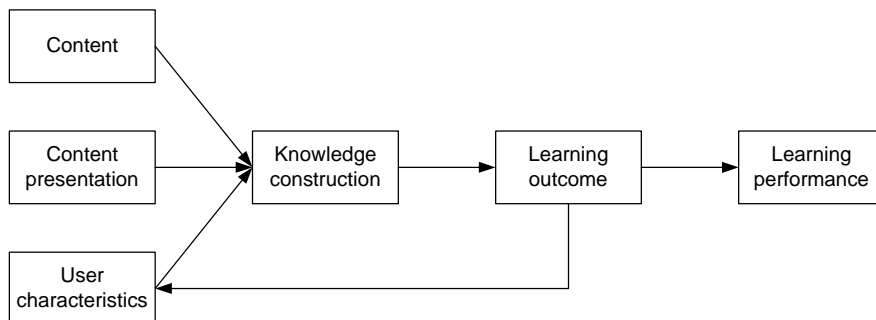 Content
Content
presentation
User
characteristics
Knowledge
construction
Learning
outcome
Learning
performance